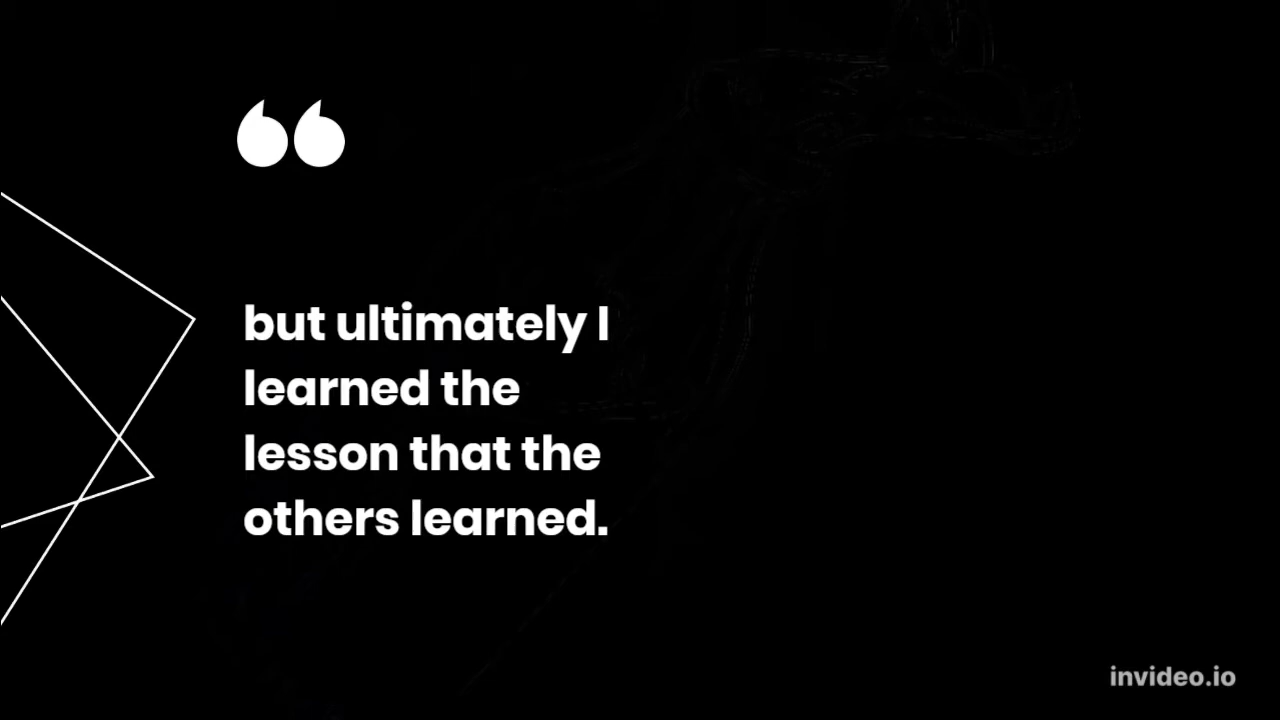 but ultimately I
learned the
lesson that the
others learned.
invideo.io